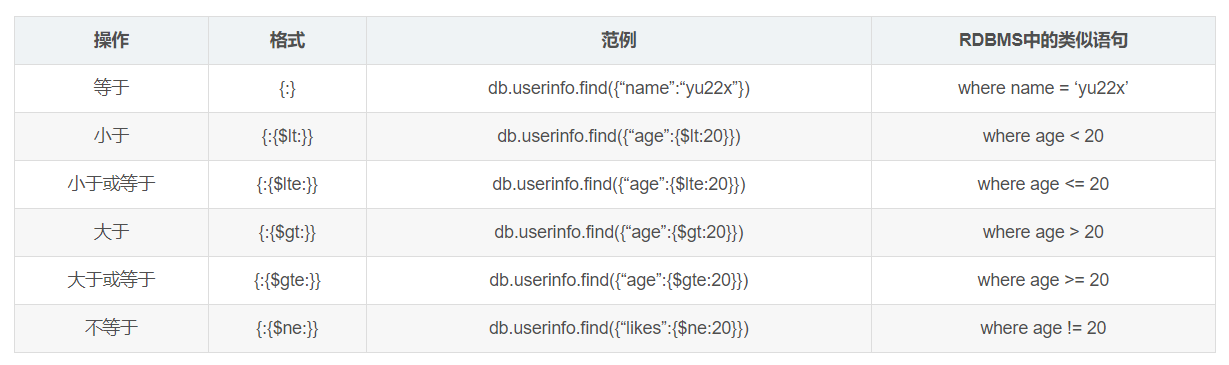 操作 格式 范例 RDBMS中的类似语句
等于 {:} db.userinfo.find({“name”:“yu22x”}) where name = ‘yu22x’
小于 {:{$lt:}} db.userinfo.find({“age”:{$lt:20}}) where age < 20
小于或等于 {:{$lte:}} db.userinfo.find({“age”:{$lte:20}}) where age <= 20
大于 {:{$gt:}} db.userinfo.find({“age”:{$gt:20}}) where age > 20
大于或等于 {:{$gte:}} db.userinfo.find({“age”:{$gte:20}}) where age >= 20
不等于 {:{$ne:}} db.userinfo.find({“likes”:{$ne:20}}) where age != 20